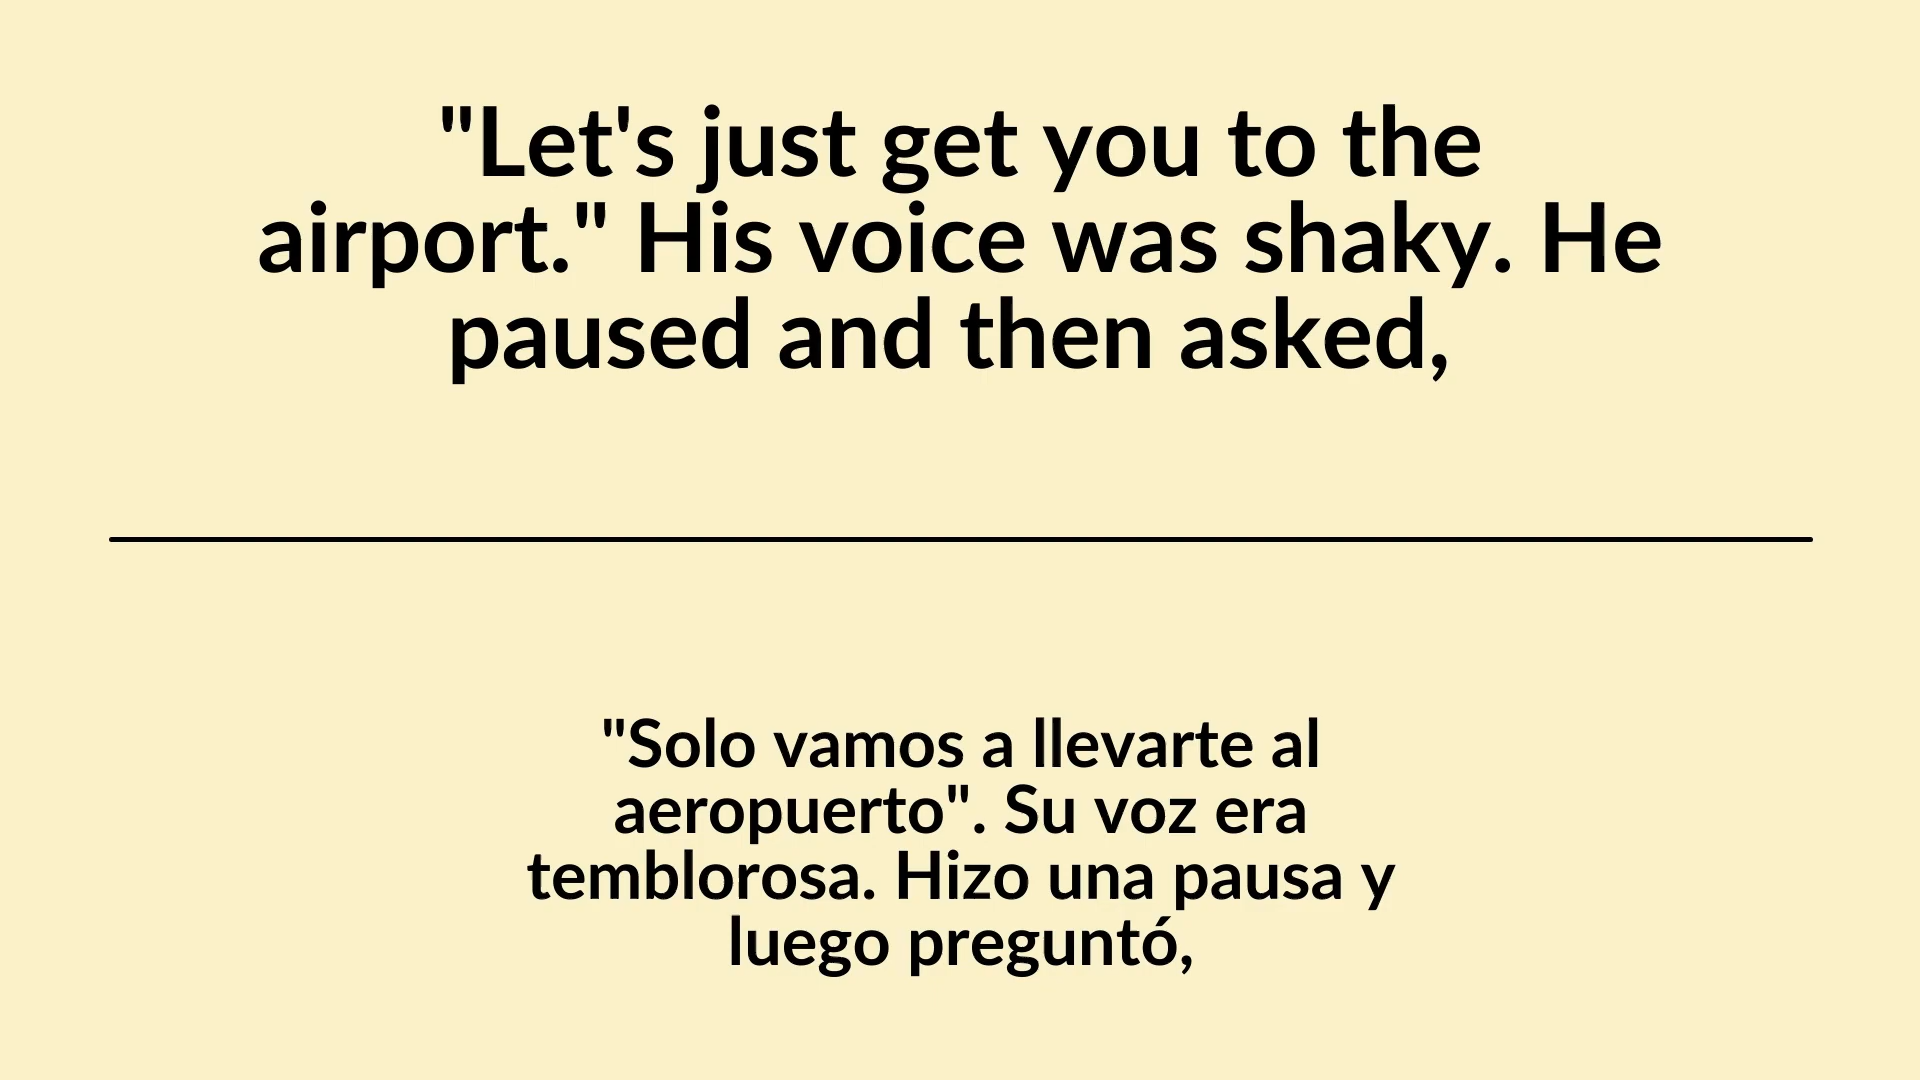 "Let's just get you to the
airport." His voice was shaky. He
paused and then asked,
"Solo vamos a llevarte al
aeropuerto". Su voz era
temblorosa. Hizo una pausa y
luego preguntó,